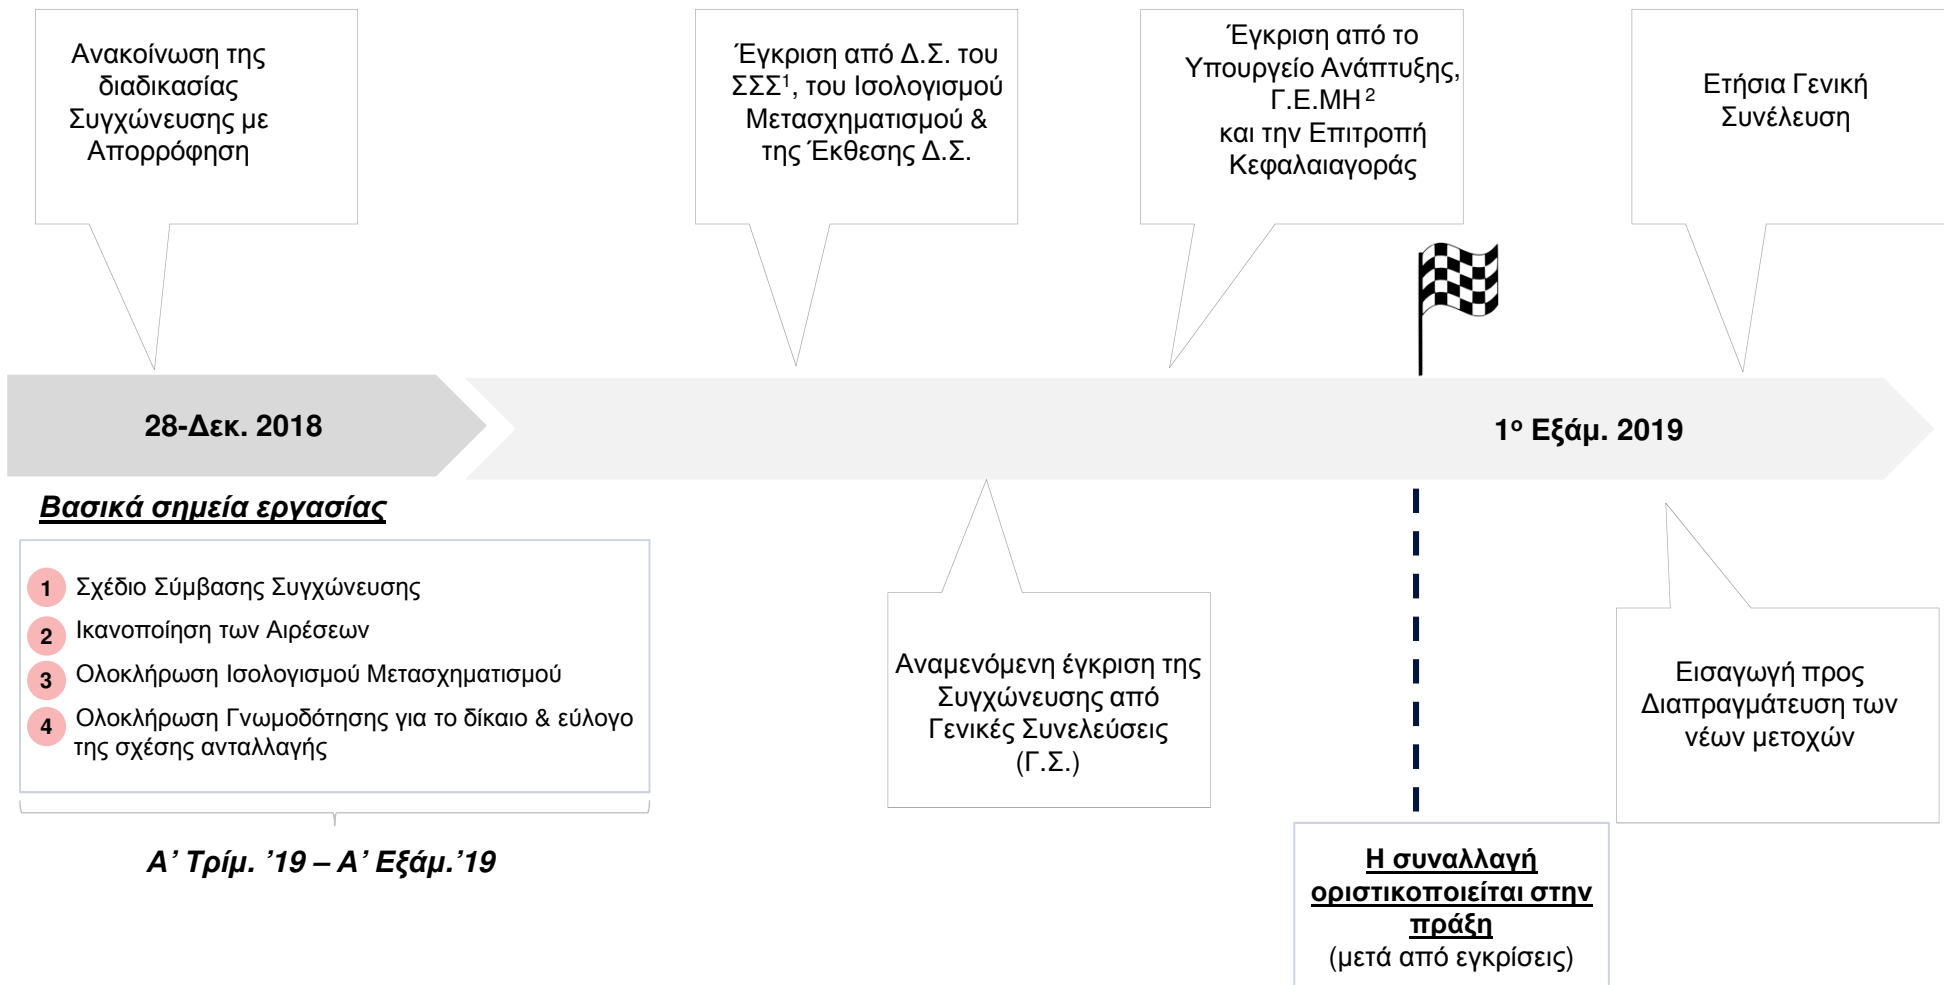 Ανακοίνωση της
διαδικασίας
Συγχώνευσης με
Απορρόφηση
Έγκριση από Δ.Σ. του
ΣΣΣ¹, του Ισολογισμού
Μετασχηματισμού &
της Έκθεσης Δ.Σ.
Έγκριση από το
Υπουργείο Ανάπτυξης,
Γ.Ε.ΜΗ²
και την Επιτροπή
Κεφαλαιαγοράς
Ετήσια Γενική
Συνέλευση
28-Δεκ. 2018
1ο Εξάμ. 2019
Βασικά σημεία εργασίας
1 Σχέδιο Σύμβασης Συγχώνευσης
2 Ικανοποίηση των Αιρέσεων
3 Ολοκλήρωση Ισολογισμού Μετασχηματισμού
4 Ολοκλήρωση Γνωμοδότησης για το δίκαιο & εύλογο
της σχέσης ανταλλαγής
Α’ Τρίμ. ’19 – Α’ Εξάμ.’19
Αναμενόμενη έγκριση της
Συγχώνευσης από
Γενικές Συνελεύσεις
(Γ.Σ.)
Η συναλλαγή
οριστικοποιείται στην
πράξη
(μετά από εγκρίσεις)
Εισαγωγή προς
Διαπραγμάτευση των
νέων μετοχών